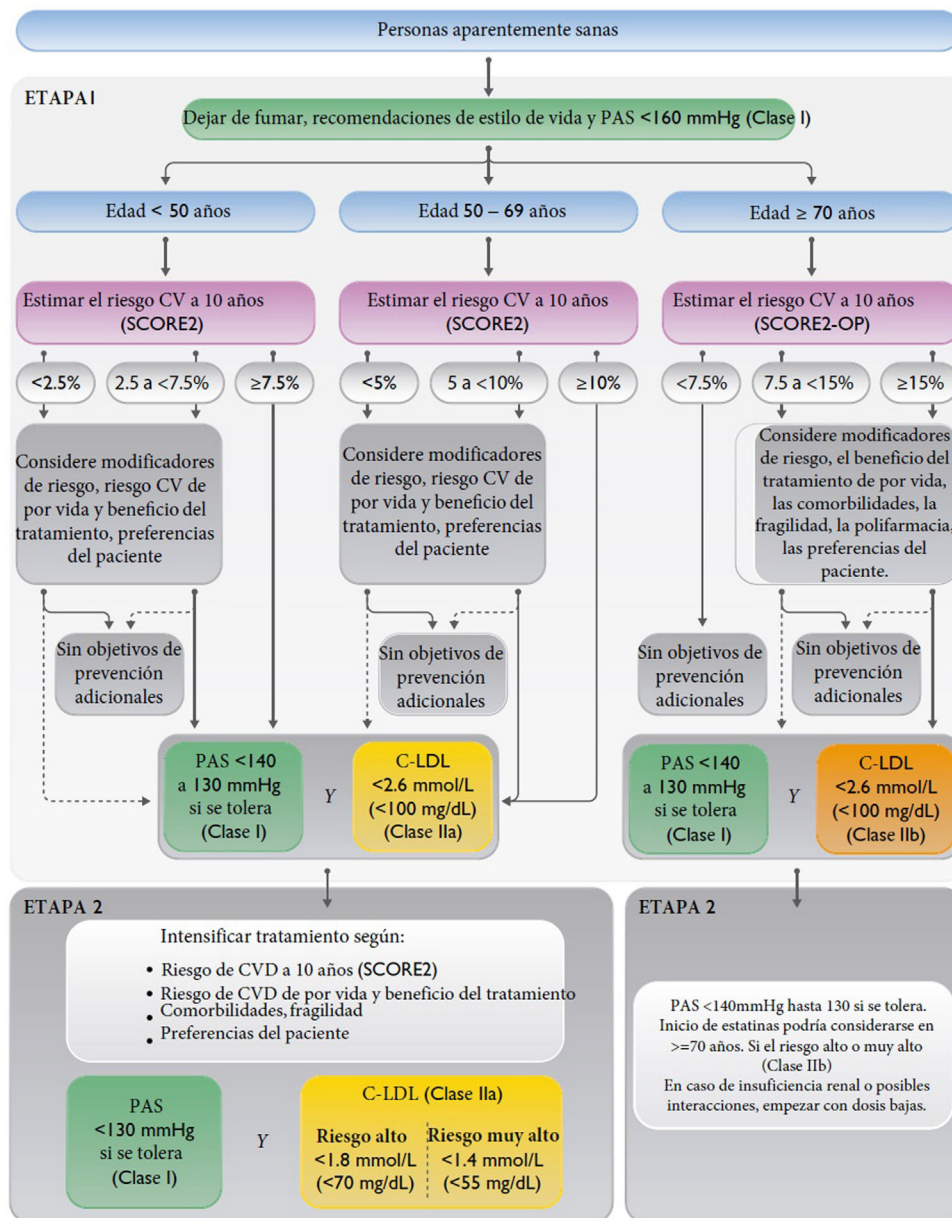 Personas aparentemente sanas
ETAPA1
Dejar de fumar, recomendaciones de estilo de vida y PAS <160 mmHg (Clase I)
Edad < 50 años
Edad 50 – 69 años
Edad ≥ 70 años
Estimar el riesgo CV a 10 años
(SCORE2)
Estimar el riesgo CV a 10 años
(SCORE2)
Estimar el riesgo CV a 10 años
(SCORE2-OP)
<2.5%
2.5 a <7.5%
≥7.5%
<5%
5 a <10%
≥10%
<7.5%
7.5 a <15%
≥15%
Considere modificadores
de riesgo, riesgo CV de
por vida y beneficio del
tratamiento, preferencias
del paciente
Considere modificadores
de riesgo, riesgo CV de
por vida y beneficio del
tratamiento, preferencias
del paciente
Considere modificadores
de riesgo, el beneficio del
tratamiento de por vida,
las comorbilidades, la
fragilidad, la polifarmacia,
las preferencias del
paciente.
Sin objetivos de
prevención
adicionales
Sin objetivos de
prevención
adicionales
Sin objetivos de
prevención
adicionales
Sin objetivos de
prevención
adicionales
PAS <140
a 130 mmHg
si se tolera
(Clase I)
Y
C-LDL
<2.6 mmol/L
(<100 mg/dL)
(Clase IIa)
PAS <140
a 130 mmHg
si se tolera
(Clase I)
Y
C-LDL
<2.6 mmol/L
(<100 mg/dL)
(Clase IIb)
ETAPA 2
Intensificar tratamiento según:
• Riesgo de CVD a 10 años (SCORE2)
• Riesgo de CVD de por vida y beneficio del tratamiento
• Comorbilidades, fragilidad
• Preferencias del paciente
PAS
<130 mmHg
si se tolera
(Clase I)
Y
C-LDL (Clase IIa)
Riesgo alto
<1.8 mmol/L
(<70 mg/dL)
Riesgo muy alto
<1.4 mmol/L
(<55 mg/dL)
ETAPA 2
PAS <140mmHg hasta 130 si se tolera.
Inicio de estatinas podría considerarse en
>=70 años. Si el riesgo alto o muy alto
(Clase IIb)
En caso de insuficiencia renal o posibles
interacciones, empezar con dosis bajas.